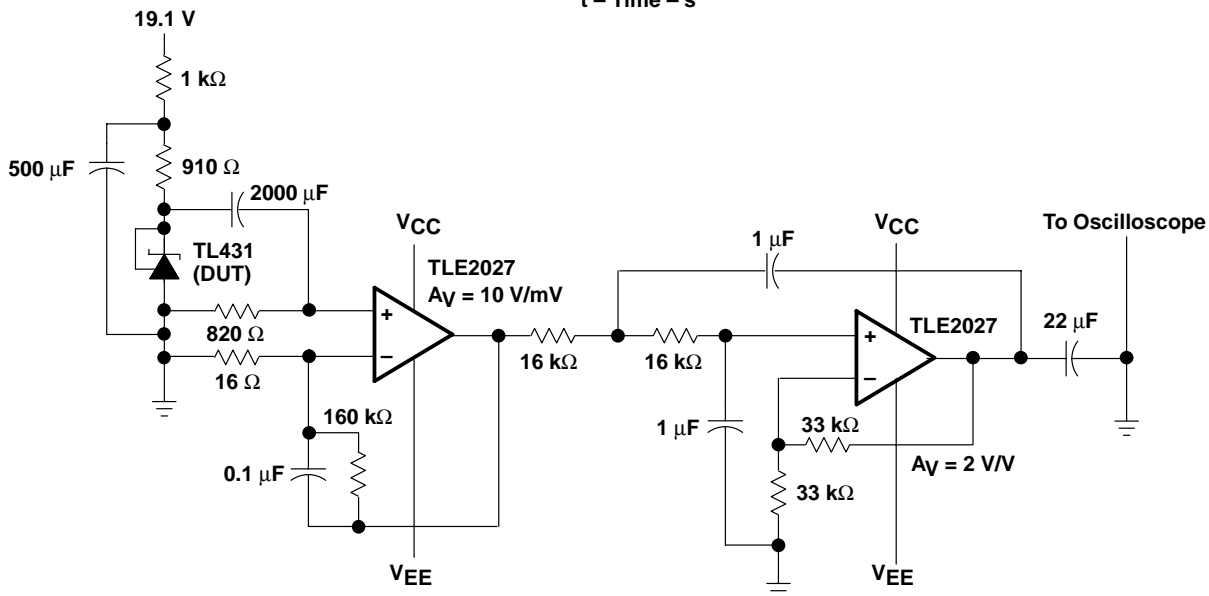 t – Time – s
19.1 V
1 kΩ
500 μF
910 Ω
2000 μF
TL431
(DUT)
820 Ω
16 Ω
VCC
TLE2027
AV = 10 V/mV
+
−
160 kΩ
0.1 μF
VEE
16 kΩ
16 kΩ
1 μF
1 μF
VCC
TLE2027
+
−
33 kΩ
AV = 2 V/V
33 kΩ
VEE
22 μF
To Oscilloscope